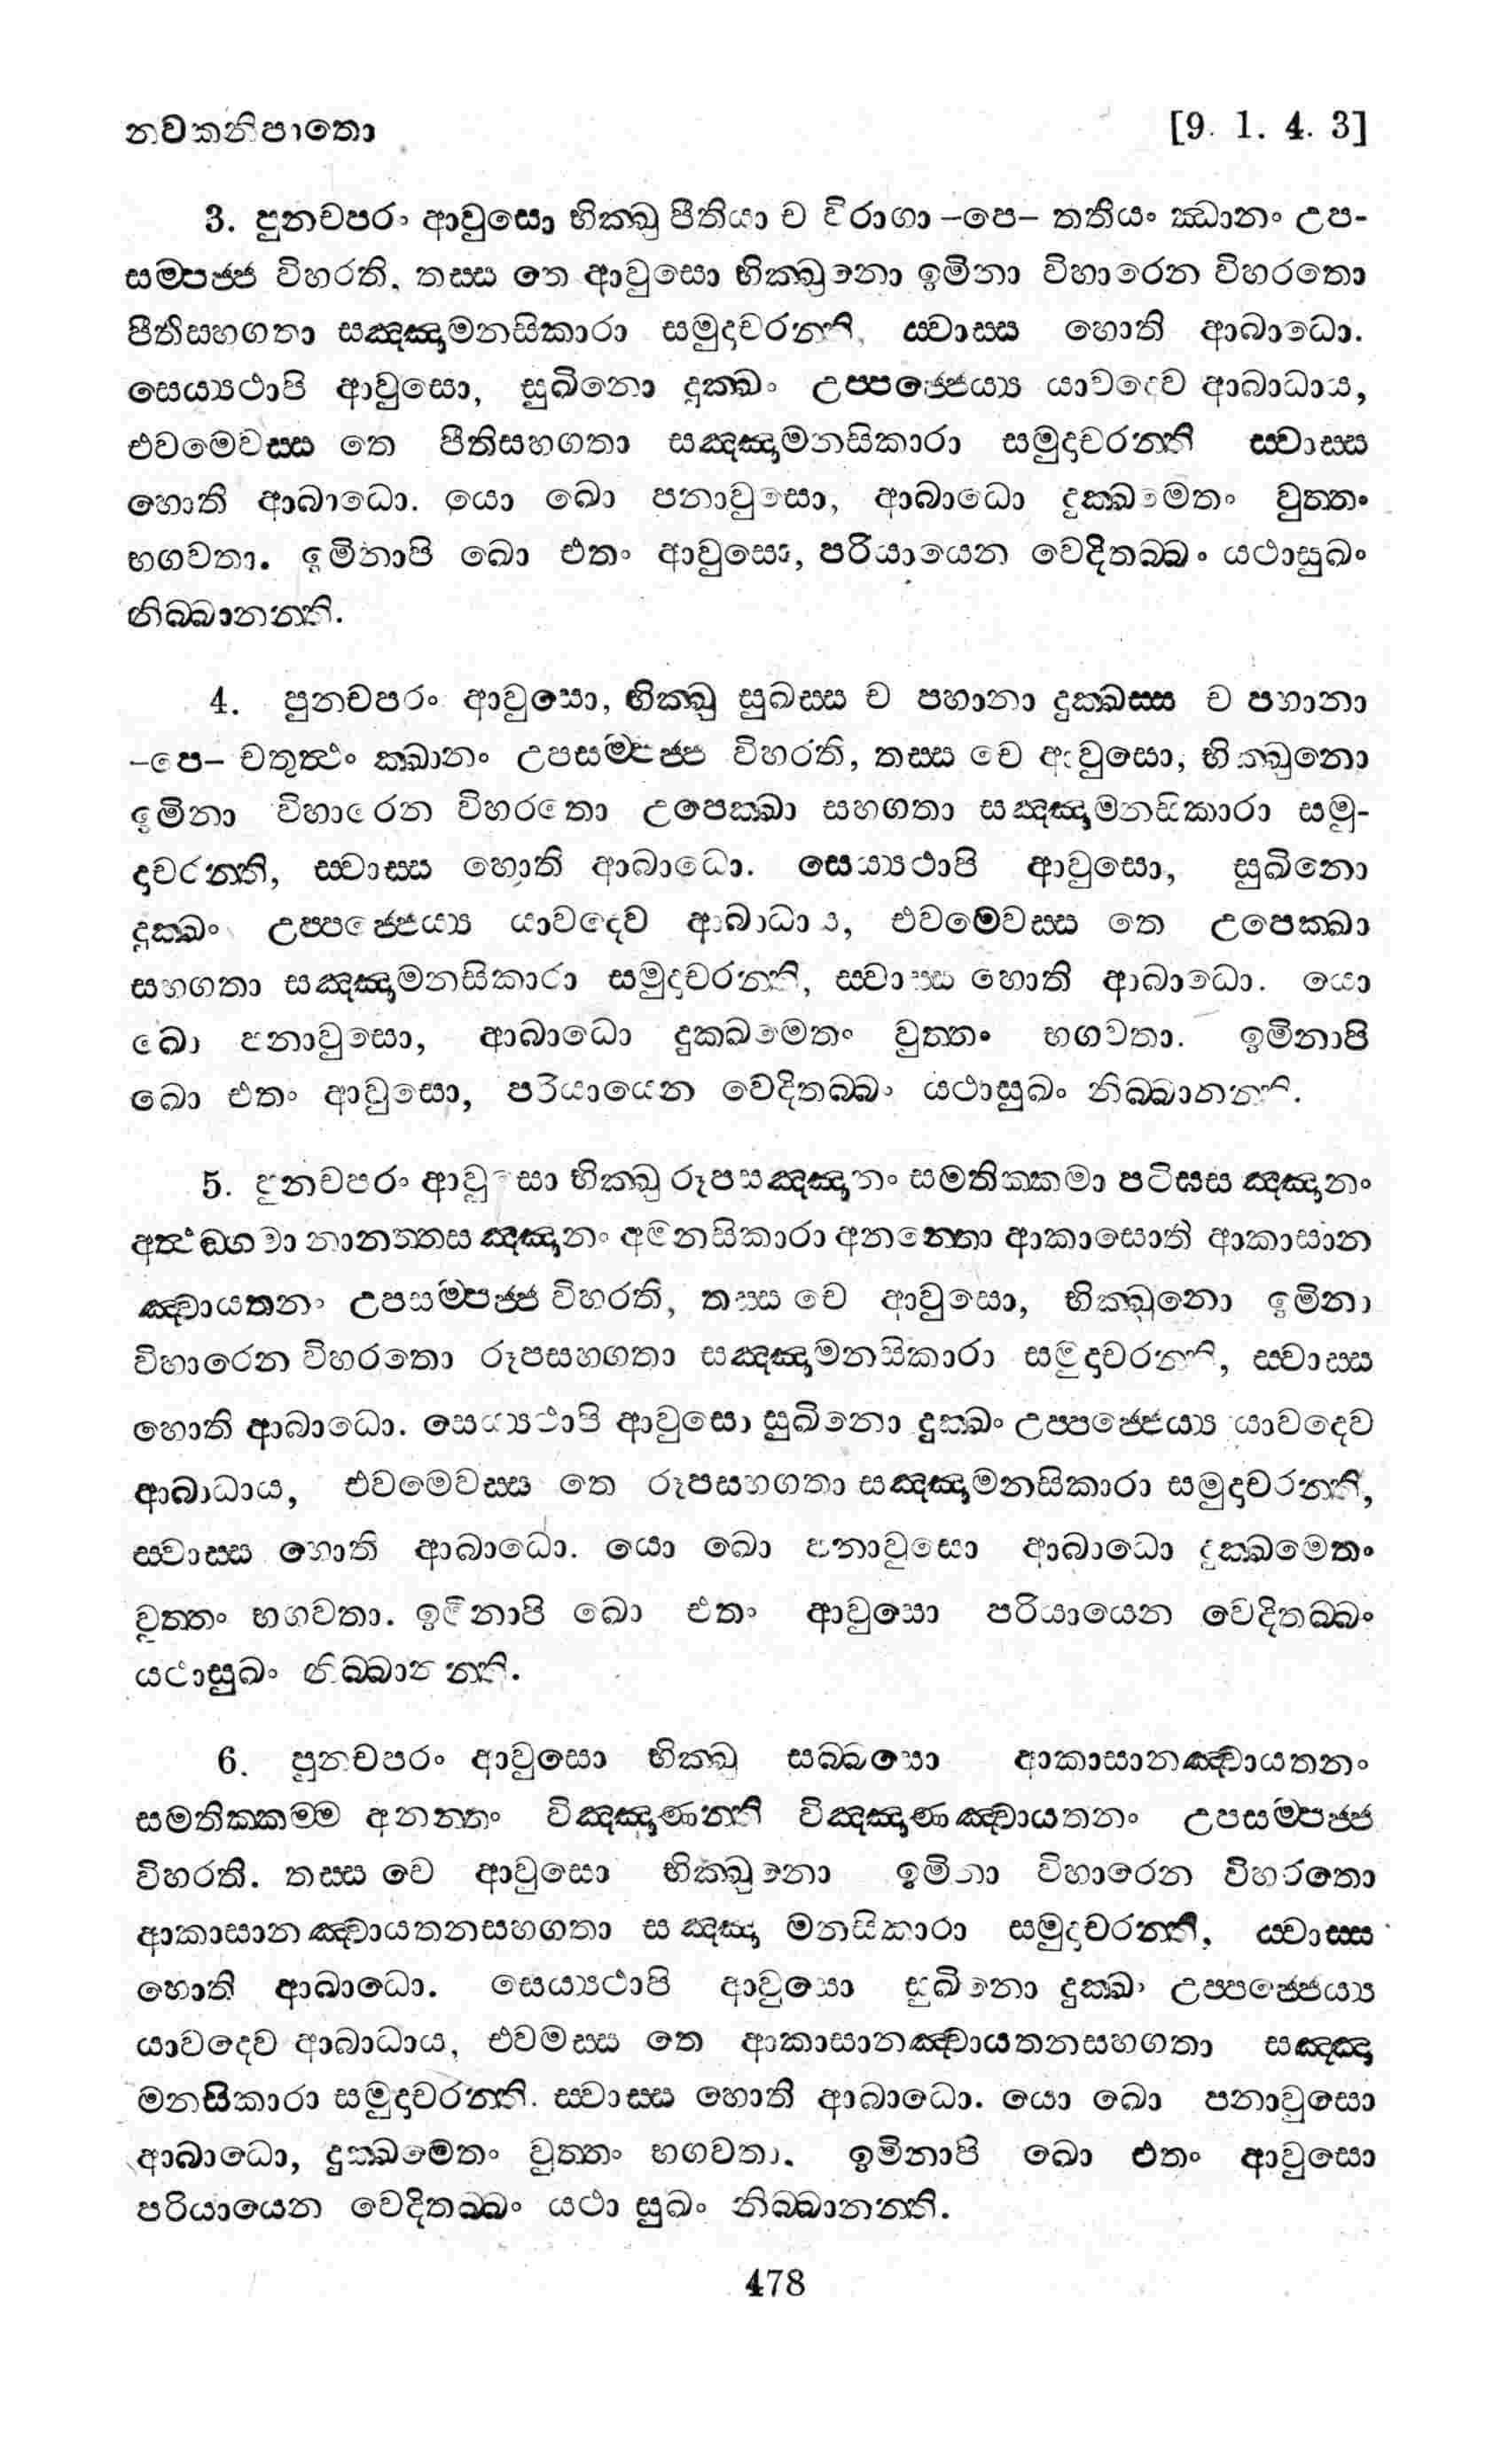 නවකනිපාතො [9. 1. 4. 3]
3. පුනචපරං ආවුසො භික්ඛු පීතියා ච විරාගා –පෙ– තතියං ඣානං උප-
සම්පජ්ජ විහරති, තස්ස තෙ ආවුසො භික්ඛුනො ඉමිනා විහාරෙන විහරතො
පීතිසහගතා සඤ්ඤාමනසිකාරා සමුදාචරන්ති, ස්වාස්ස හොති ආබාධො.
සෙය්‍යථාපි ආවුසො, සුඛිනො දුක්ඛං උප්පජ්ජෙය්‍ය යාවදෙව ආබාධාය,
එවමෙවස්ස තෙ පීතිසහගතා සඤ්ඤාමනසිකාරා සමුදාචරන්ති ස්වාස්ස
හොති ආබාධො. යො ඛො පනාවුසො, ආබාධො දුක්ඛමෙතං වුත්තං
භගවතා. ඉමිනාපි ඛො එතං ආවුසො, පරියායෙන වෙදිතබ්බං යථාසුඛං
නිබ්බානන්ති.
4. පුනචපරං ආවුසො, භික්ඛු සුඛස්ස ච පහානා දුක්ඛස්ස ච පහානා
–පෙ– චතුත්ථං ක්ඛානං උපසම්පජ්ජ විහරති, තස්ස චෙ ආවුසො, භික්ඛුනො
ඉමිනා විහාරෙන විහරතො උපෙක්ඛා සහගතා සඤ්ඤාමනසිකාරා සමු-
දාචරන්ති, ස්වාස්ස හොති ආබාධො. සෙය්‍යථාපි ආවුසො, සුඛිනො
දුක්ඛං උප්පජ්ජෙය්‍ය යාවදෙව ආබාධාය, එවමෙවස්ස තෙ උපෙක්ඛා
සහගතා සඤ්ඤාමනසිකාරා සමුදාචරන්ති, ස්වාස්ස හොති ආබාධො. යො
ඛො පනාවුසො, ආබාධො දුක්ඛමෙතං වුත්තං භගවතා. ඉමිනාපි
ඛො එතං ආවුසො, පරියායෙන වෙදිතබ්බං යථාසුඛං නිබ්බානන්ති.
5. පුනචපරං ආවුසො භික්ඛු රූපසඤ්ඤානං සමතික්කමා පටිඝසඤ්ඤානං
අත්ථඞ්ගවා නානත්තසඤ්ඤානං අමනසිකාරා අනන්තො ආකාසොති ආකාසාන
ඤ්චායතනං උපසම්පජ්ජ විහරති, තස්ස චෙ ආවුසො, භික්ඛුනො ඉමිනා
විහාරෙන විහරතො රූපසහගතා සඤ්ඤාමනසිකාරා සමුදාචරන්ති, ස්වාස්ස
හොති ආබාධො. සෙය්‍යථාපි ආවුසො සුඛිනො දුක්ඛං උප්පජ්ජෙය්‍ය යාවදෙව
ආබාධාය, එවමෙවස්ස තෙ රූපසහගතා සඤ්ඤාමනසිකාරා සමුදාචරන්ති,
ස්වාස්ස හොති ආබාධො. යො ඛො පනාවුසො ආබාධො දුක්ඛමෙතං
වුත්තං භගවතා. ඉමිනාපි ඛො එතං ආවුසො පරියායෙන වෙදිතබ්බං
යථාසුඛං නිබ්බානන්ති.
6. පුනචපරං ආවුසො භික්ඛු සබ්බසො ආකාසානඤ්චායතනං
සමතික්කම්ම අනන්තං විඤ්ඤාණන්ති විඤ්ඤාණඤ්චායතනං උපසම්පජ්ජ
විහරති. තස්ස චෙ ආවුසො භික්ඛුනො ඉමිනා විහාරෙන විහරතො
ආකාසානඤ්චායතනසහගතා සඤ්ඤා මනසිකාරා සමුදාචරන්ති, ස්වාස්ස
හොති ආබාධො. සෙය්‍යථාපි ආවුසො සුඛිනො දුක්ඛං උප්පජ්ජෙය්‍ය
යාවදෙව ආබාධාය, එවමස්ස තෙ ආකාසානඤ්චායතනසහගතා සඤ්ඤා
මනසිකාරා සමුදාචරන්ති. ස්වාස්ස හොති ආබාධො. යො ඛො පනාවුසො
ආබාධො, දුක්ඛමෙතං වුත්තං භගවතා. ඉමිනාපි ඛො එතං ආවුසො
පරියායෙන වෙදිතබ්බං යථා සුඛං නිබ්බානන්ති.
478